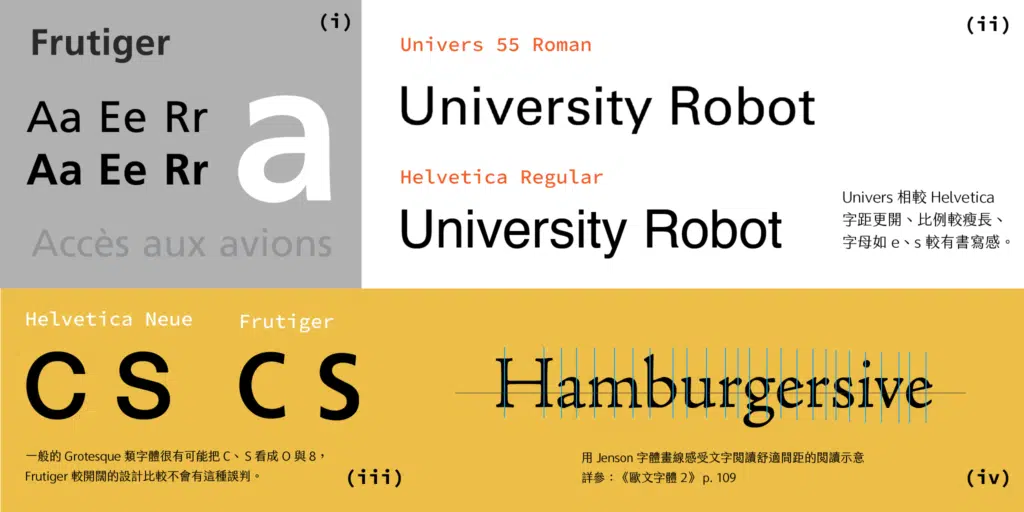 (i)
Frutiger
Aa Ee Rr
Aa Ee Rr
a
Accès aux avions
(ii)
Univers 55 Roman
University Robot
Helvetica Regular
University Robot
Univers 相較 Helvetica
字距更開、比例較瘦長、
字母如 e、s 較有書寫感。
Helvetica Neue
CS
Frutiger
CS
一般的 Grotesque 類字體很有可能把 C、S 看成 O 與 8，
Frutiger 較開闊的設計比較不會有這種誤判。
(iii)
Hamburgersive
用 Jenson 字體畫線感受文字閱讀舒適間距的閱讀示意
詳參：《歐文字體 2》 p. 109
(iv)